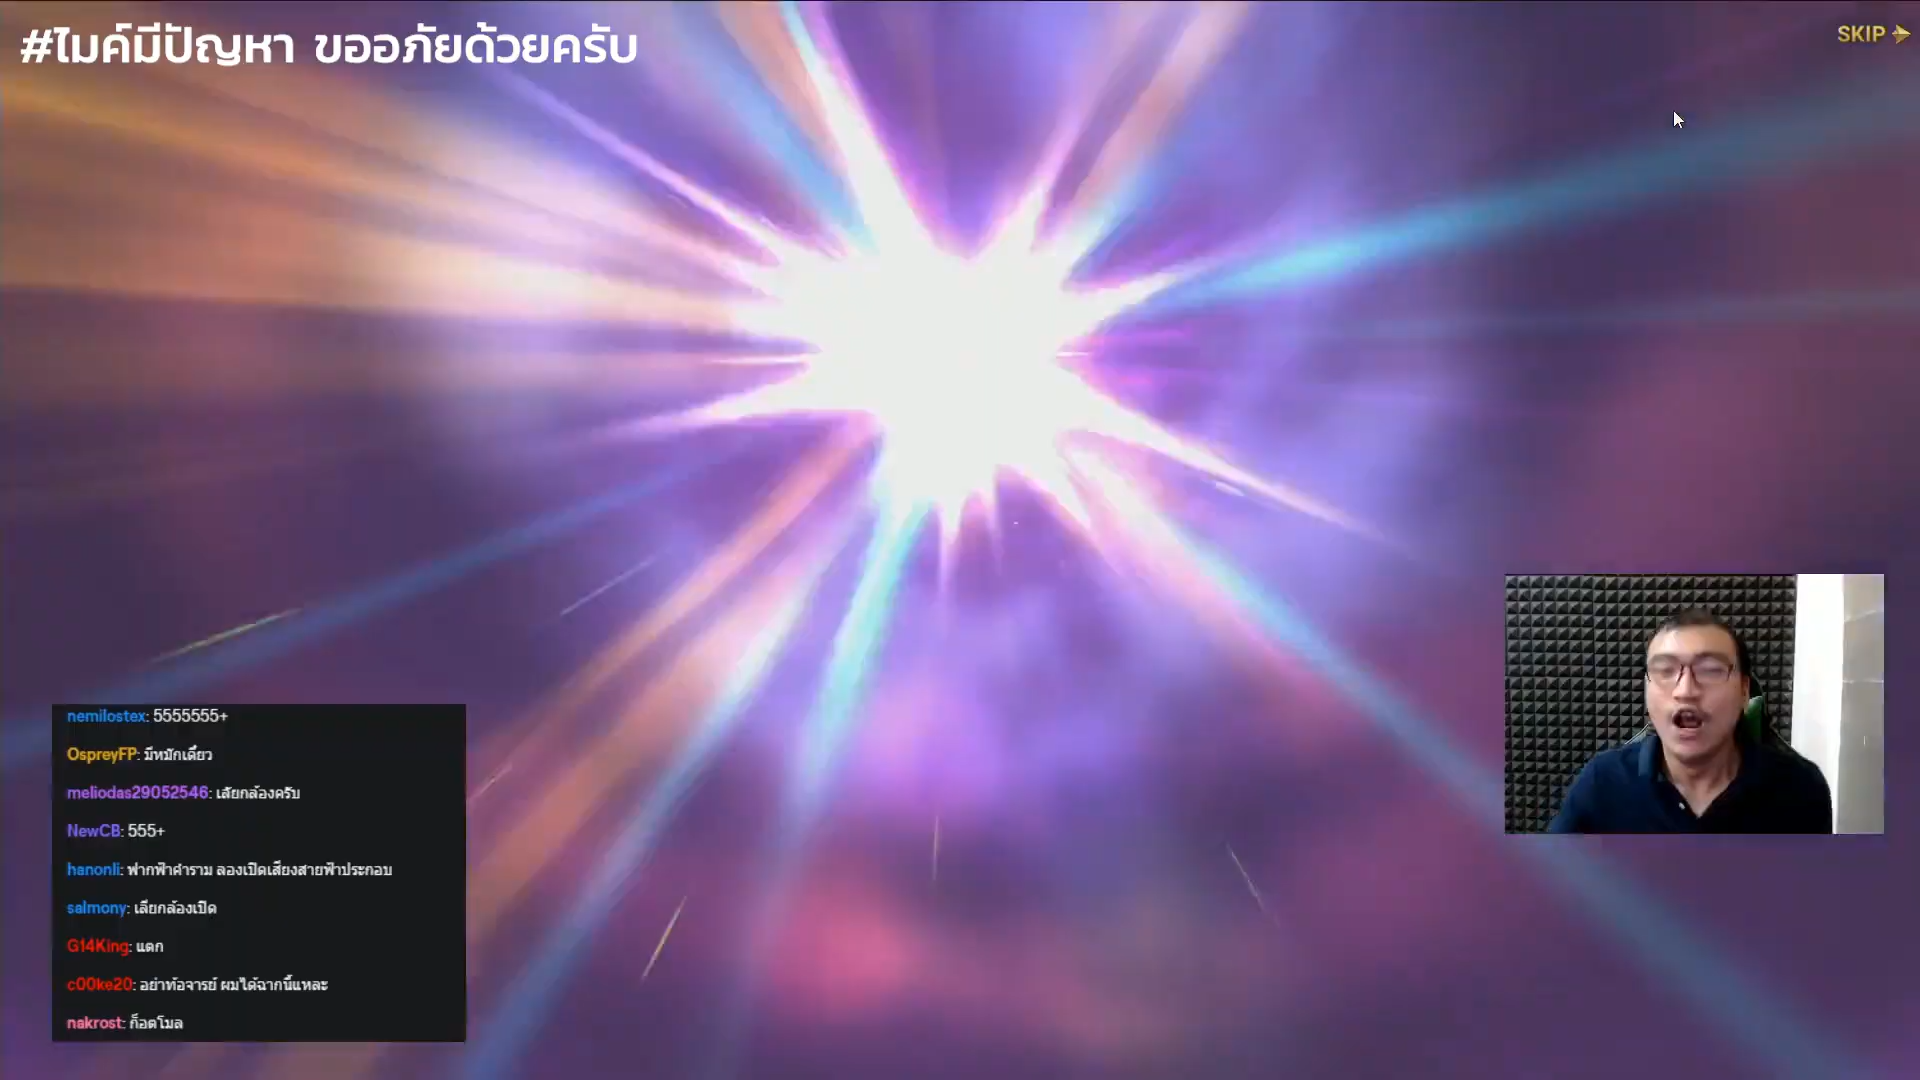 #ไมค์มีปัญหา ขออภัยด้วยครับ
SKIP
nemilostex: 5555555+
OspreyFP: มีหมักเดี๋ยว
meliodas29052546: เสียกล้องครับ
NewCB: 555+
hanonli: ฟากฟ้าคำราม ลองเปิดเสียงสายฟ้าประกอบ
salmony: เลียกล้องเปิด
G14King: แตก
c00ke20: อย่าท้อจารย์ ผมได้ฉากนี้แหละ
nakrost: ก็อตโมล